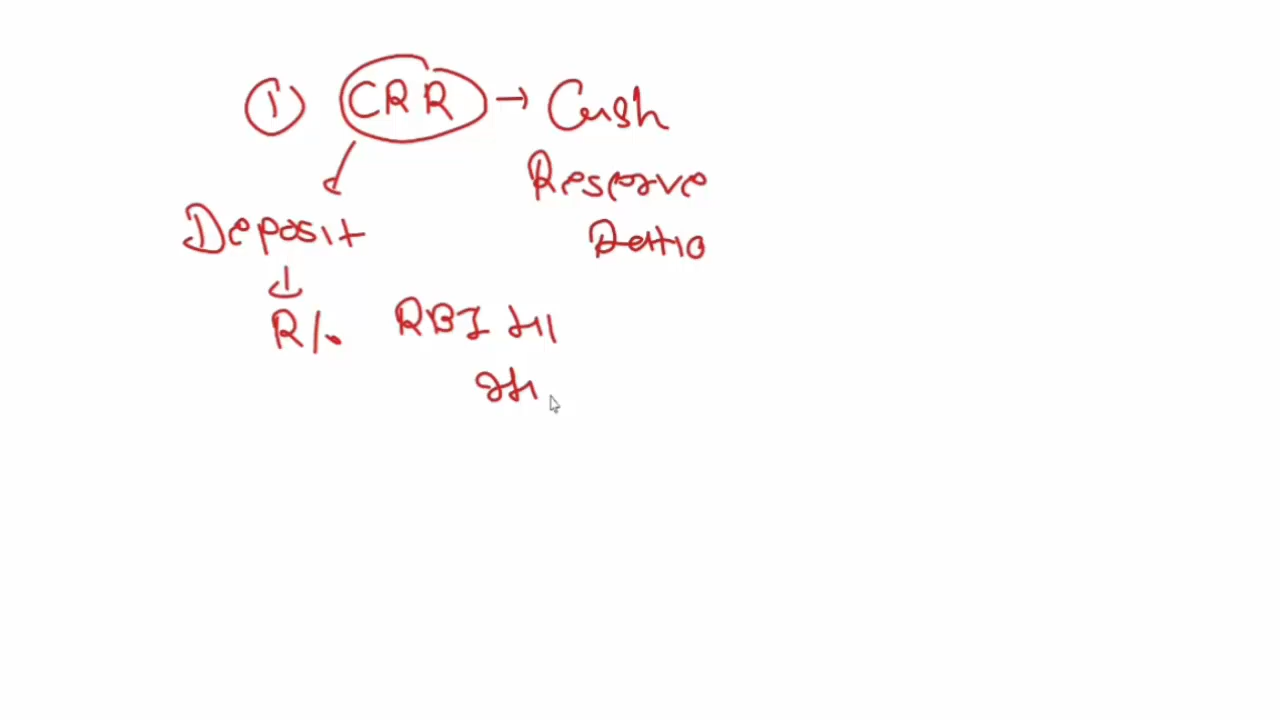 ① CRR → Cash
Reserve
Ratio
Deposit
R%. RBI મા